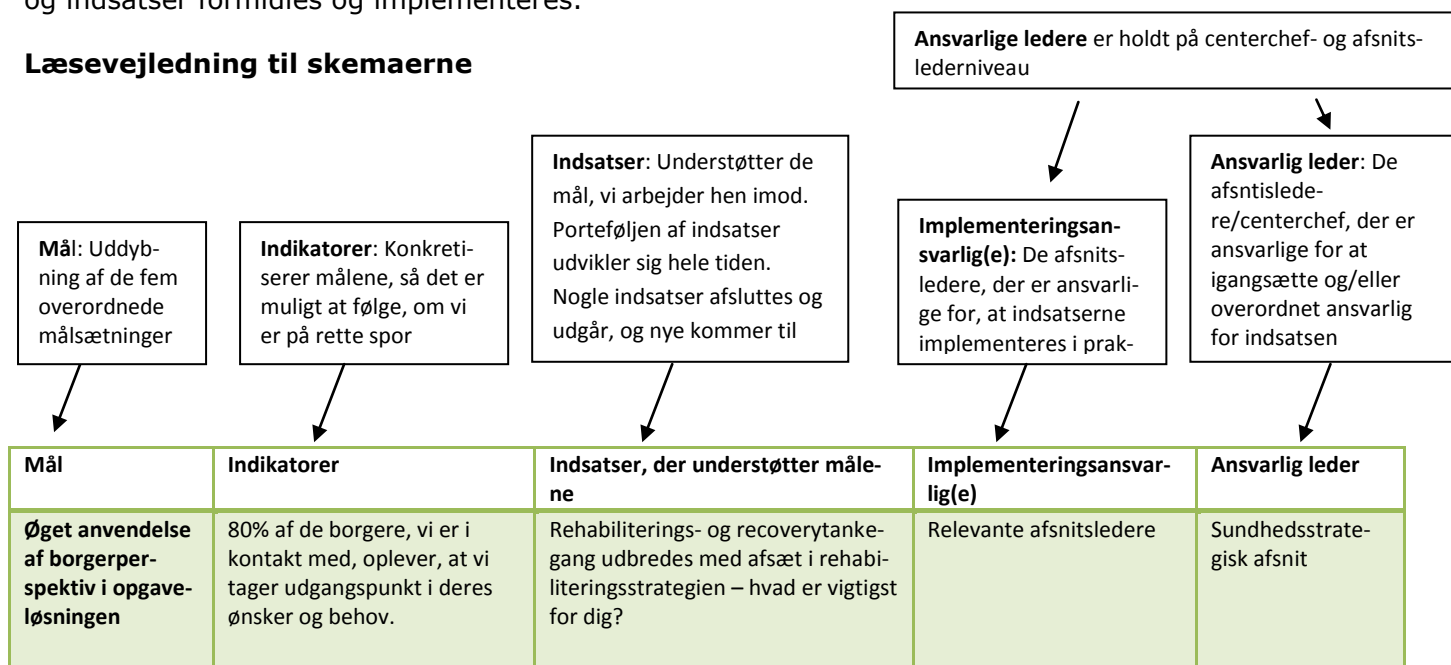 og indsatser formidles og implementeres.
Læsevejledning til skemaerne
Ansvarlige ledere er holdt på centerchef- og afsnits-
lederniveau
Mål: Uddyb-
ning af de fem
overordnede
målsætninger
Indikatorer: Konkreti-
serer målene, så det er
muligt at følge, om vi
er på rette spor
Indsatser: Understøtter de
mål, vi arbejder hen imod.
Porteføljen af indsatser
udvikler sig hele tiden.
Nogle indsatser afsluttes og
udgår, og nye kommer til
Implementeringsan-
svarlig(e): De afsnits-
ledere, der er ansvarli-
ge for, at indsatserne
implementeres i prak-
Ansvarlig leder: De
afsntislede-
re/centerchef, der er
ansvarlige for at
igangsætte og/eller
overordnet ansvarlig
for indsatsen
Mål
Indikatorer
Indsatser, der understøtter måle-
ne
Implementeringsansvar-
lig(e)
Ansvarlig leder
Øget anvendelse
af borgerper-
spektiv i opgave-
løsningen
80% af de borgere, vi er i
kontakt med, oplever, at vi
tager udgangspunkt i deres
ønsker og behov.
Rehabiliterings- og recoverytanke-
gang udbredes med afsæt i rehabi-
literingsstrategien – hvad er vigtigst
for dig?
Relevante afsnitsledere
Sundhedsstrate-
gisk afsnit